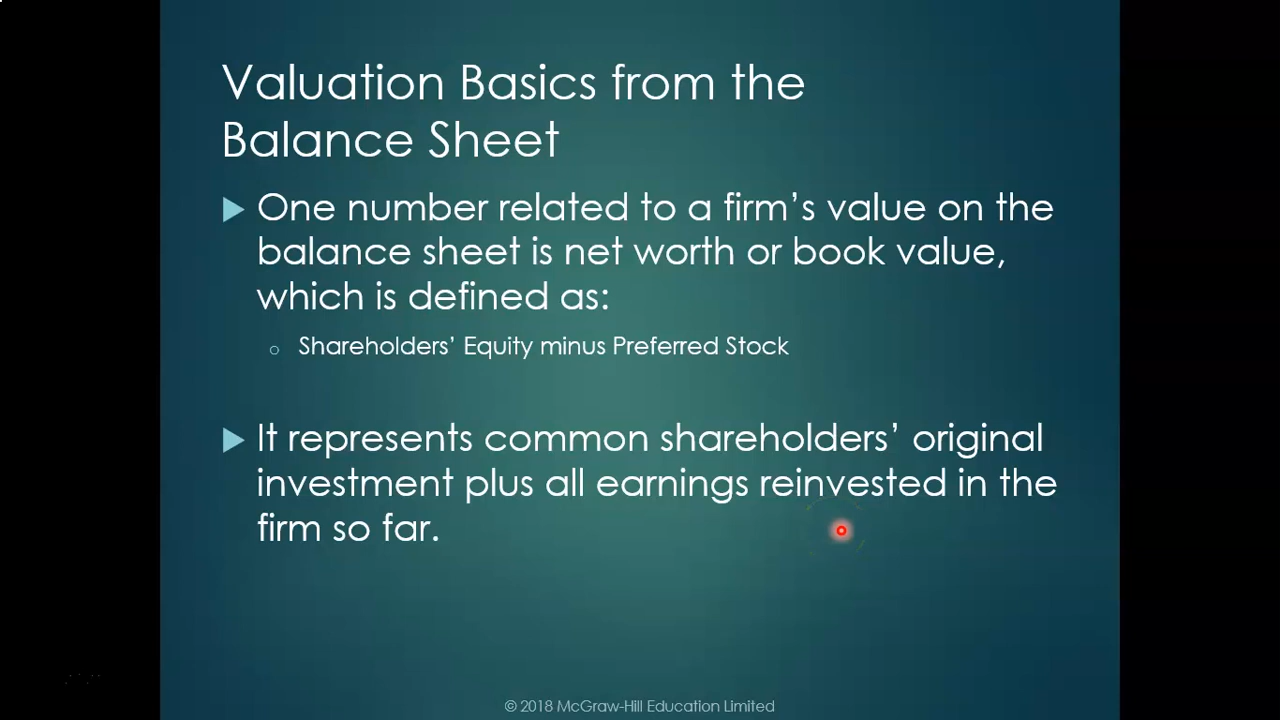 Valuation Basics from the
Balance Sheet
One number related to a firm’s value on the
balance sheet is net worth or book value,
which is defined as:
Shareholders’ Equity minus Preferred Stock
It represents common shareholders’ original
investment plus all earnings reinvested in the
firm so far.
© 2018 McGraw-Hill Education Limited